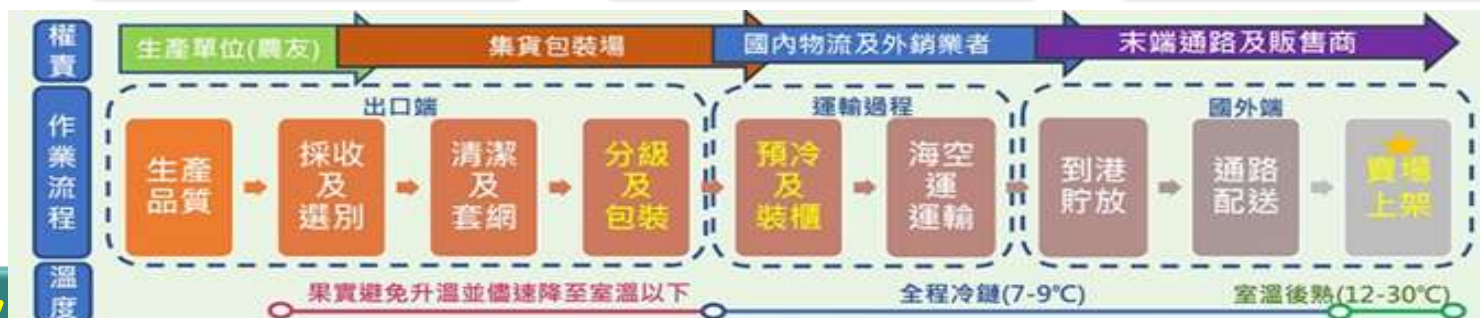 權責
生產單位(農友)
集貨包裝場
國內物流及外銷業者
末端通路及販售商
作業流程
出口端
運輸過程
國外端
生產
品質
採收
及
選別
清潔
及
套網
分級
及
包裝
預冷
及
裝櫃
海空
運
運輸
到港
貯放
通路
配送
賣場
上架
溫度
果實避免升溫並儘速降至室溫以下
全程冷鏈(7-9℃)
室溫後熟(12-30℃)